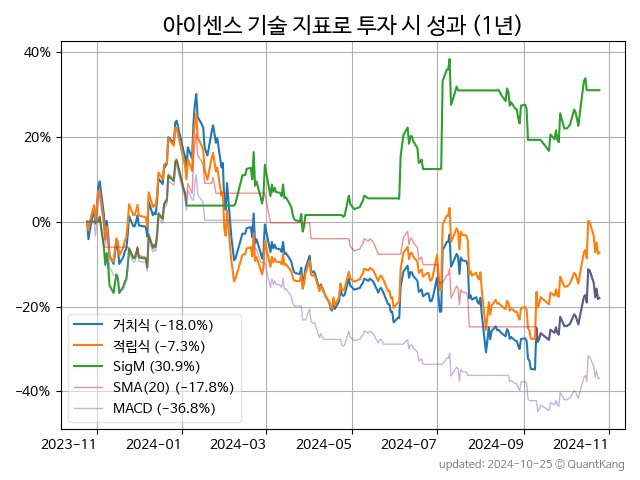 아이센스 기술 지표로 투자 시 성과 (1년)
40%
20%
0%
−20%
−40%
거치식 (−18.0%)
적립식 (−7.3%)
SigM (30.9%)
SMA(20) (−17.8%)
MACD (−36.8%)
2023−11 2024−01 2024−03 2024−05 2024−07 2024−09 2024−11
updated: 2024−10−25 © QuantKang